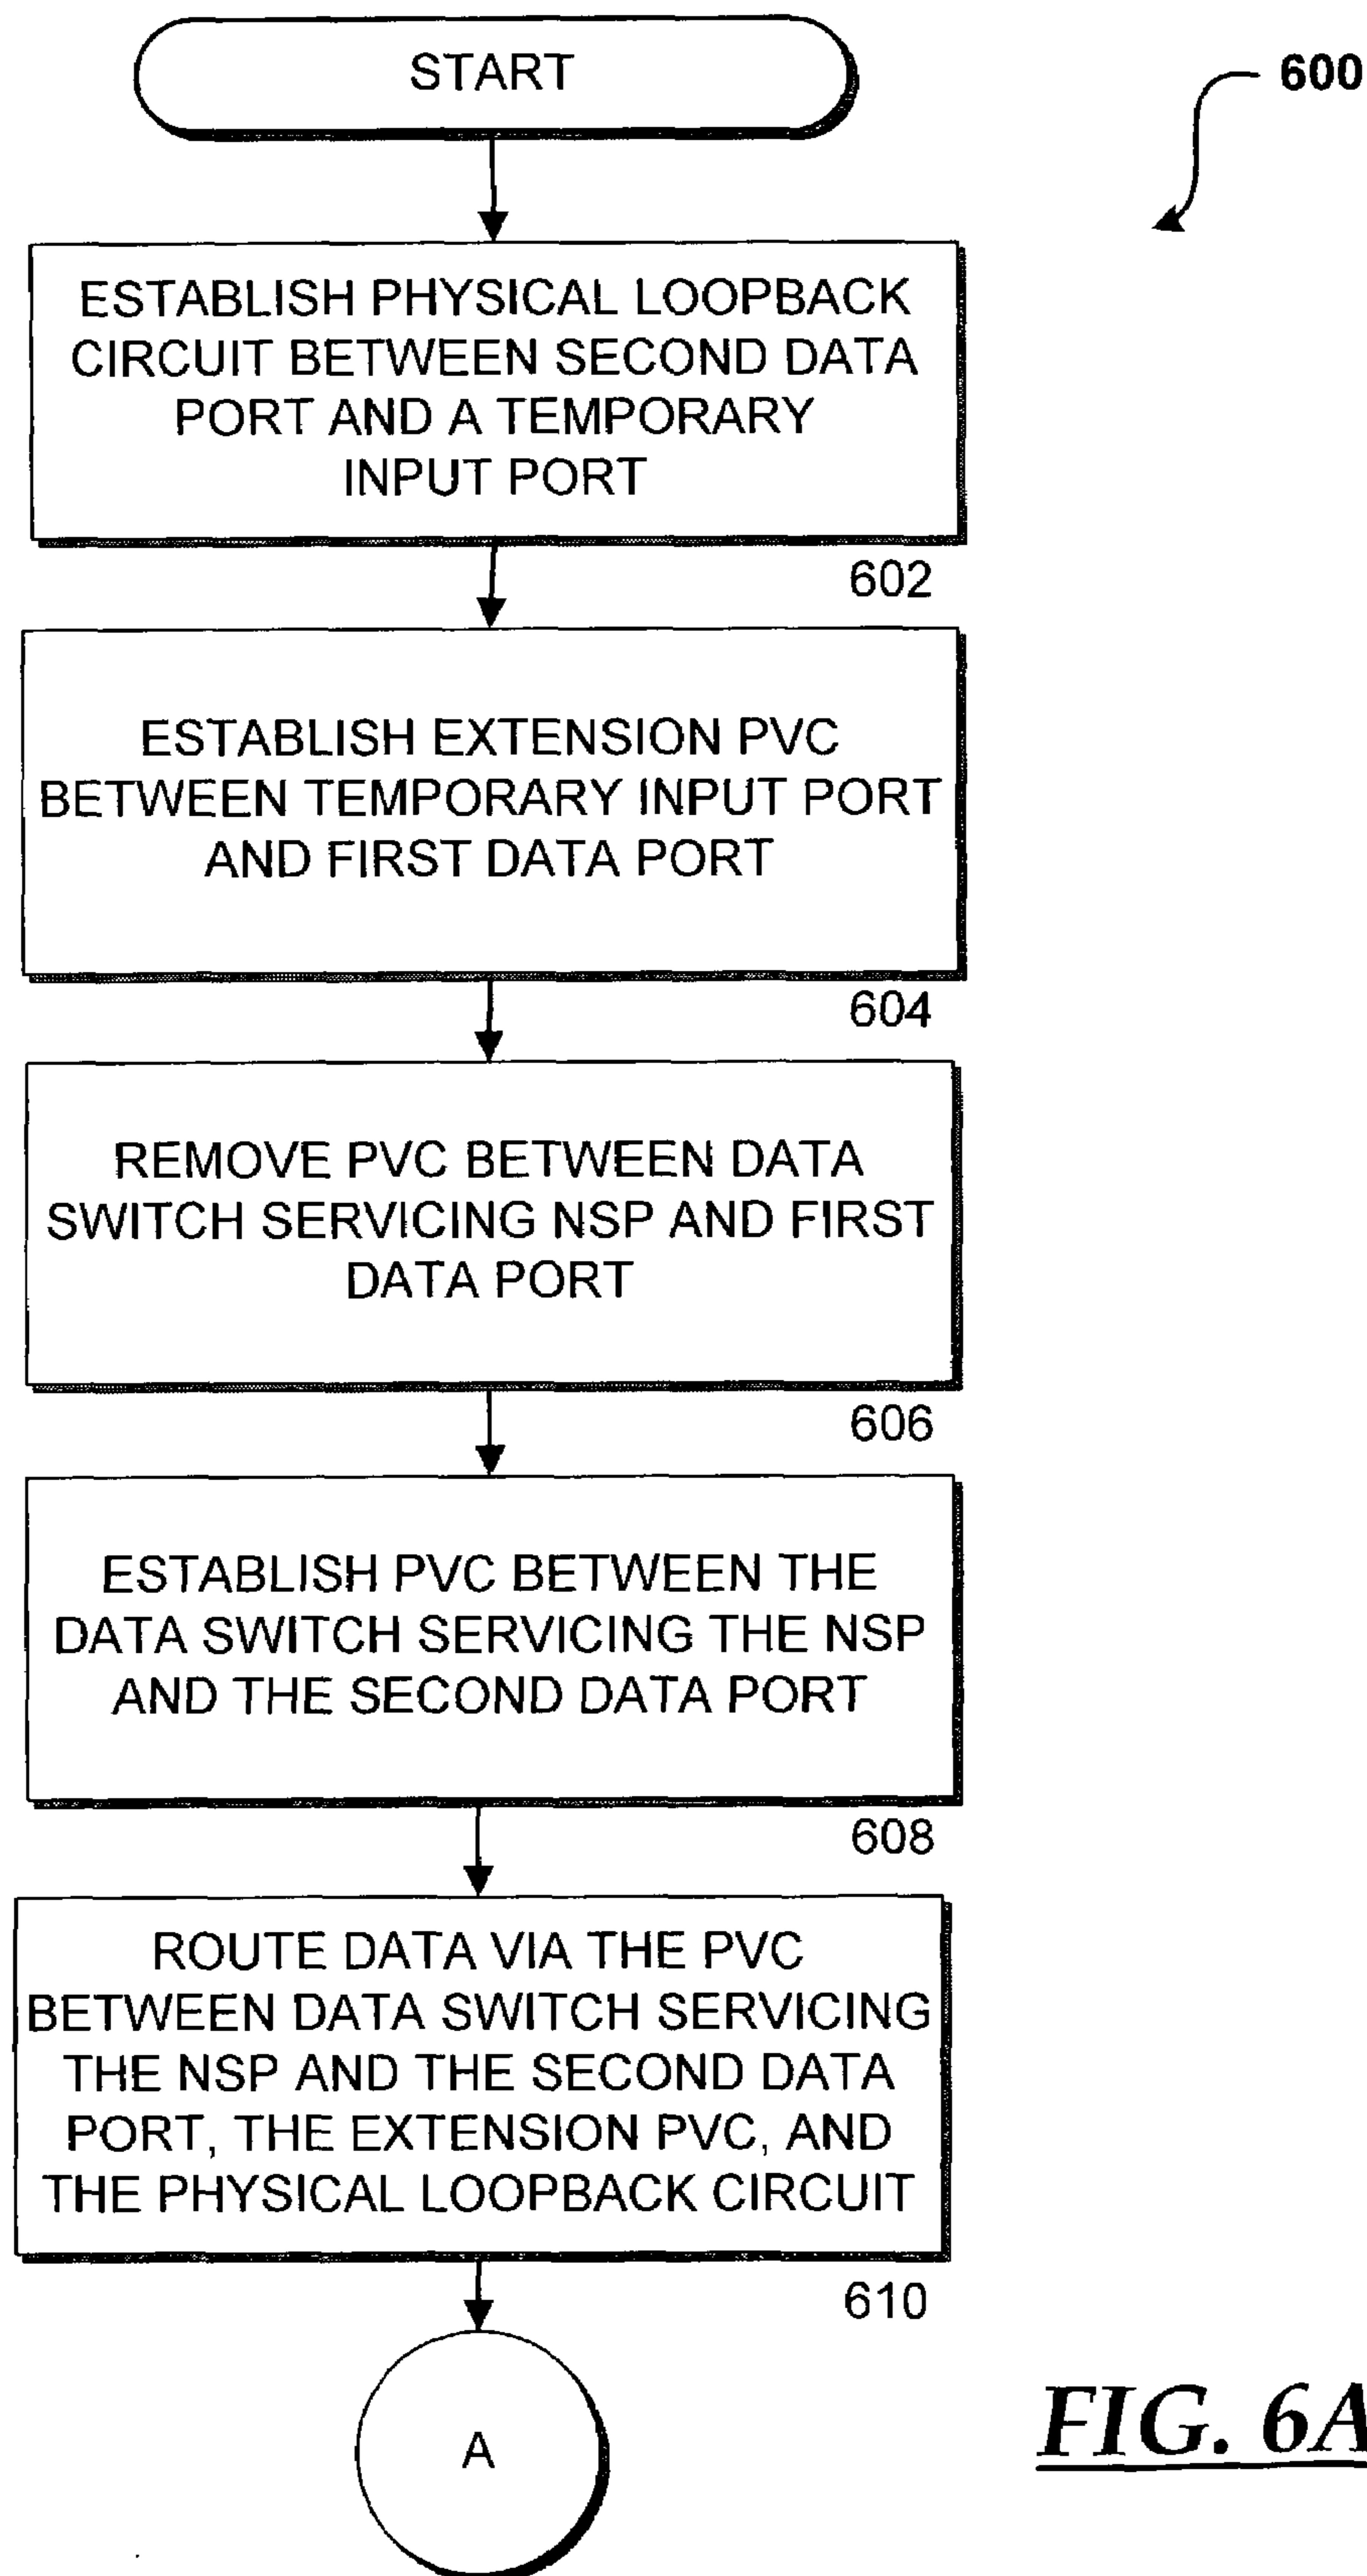 START
600
ESTABLISH PHYSICAL LOOPBACK
CIRCUIT BETWEEN SECOND DATA
PORT AND A TEMPORARY
INPUT PORT
602
ESTABLISH EXTENSION PVC
BETWEEN TEMPORARY INPUT PORT
AND FIRST DATA PORT
604
REMOVE PVC BETWEEN DATA
SWITCH SERVICING NSP AND FIRST
DATA PORT
606
ESTABLISH PVC BETWEEN THE
DATA SWITCH SERVICING THE NSP
AND THE SECOND DATA PORT
608
ROUTE DATA VIA THE PVC
BETWEEN DATA SWITCH SERVICING
THE NSP AND THE SECOND DATA
PORT, THE EXTENSION PVC, AND
THE PHYSICAL LOOPBACK CIRCUIT
610
A
FIG. 6A